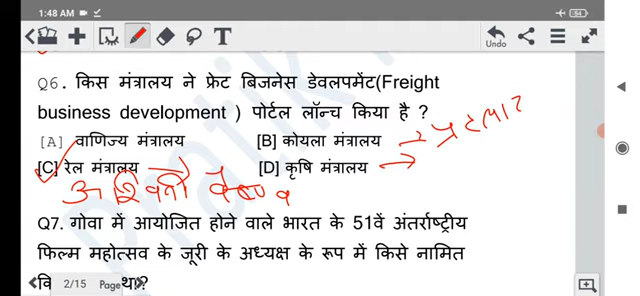 1:48 AM
54
Undo
Q6. किस मंत्रालय ने फ्रेट बिजनेस डेवलपमेंट(Freight
business development ) पोर्टल लॉन्च किया है ?
[A] वाणिज्य मंत्रालय [B] कोयला मंत्रालय
[C] रेल मंत्रालय [D] कृषि मंत्रालय
Q7. गोवा में आयोजित होने वाले भारत के 51वें अंतर्राष्ट्रीय
फिल्म महोत्सव के जूरी के अध्यक्ष के रूप में किसे नामित
2/15 Page था?